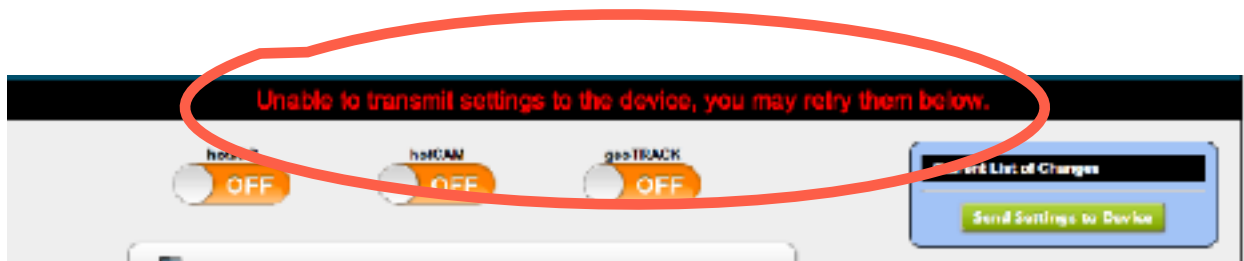 Unable to transmit settings to the device, you may retry them below.
hotCAM
geoTRACK
OFF
OFF
OFF
List of Changes
Send Settings to Device